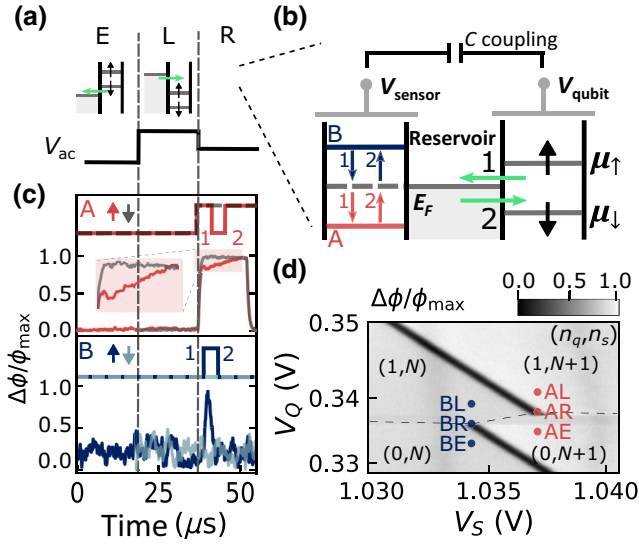 (a)
E L R
V_ac
(b)
C coupling
V_sensor
V_qubit
B
Reservoir
1 2
1
μ↑
1 2
E_F
2
μ↓
A
(c)
A
1 2
1.0
0.5
0.0
B
1 2
1.0
0.5
0.0
Δϕ/ϕ_max
0 25 50
Time (μs)
(d)
Δϕ/ϕ_max
0.0 0.5 1.0
(n_q,n_s)
0.35
0.34
0.33
V_Q (V)
(1,N)
(1,N+1)
AL
BL
AR
BR
AE
BE
(0,N)
(0,N+1)
1.030 1.035 1.040
V_S (V)